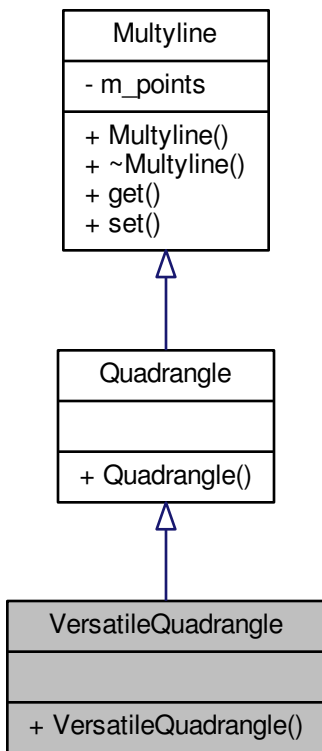 Multyline
- m_points
+ Multyline()
+ ~Multyline()
+ get()
+ set()
Quadrangle
+ Quadrangle()
VersatileQuadrangle
+ VersatileQuadrangle()